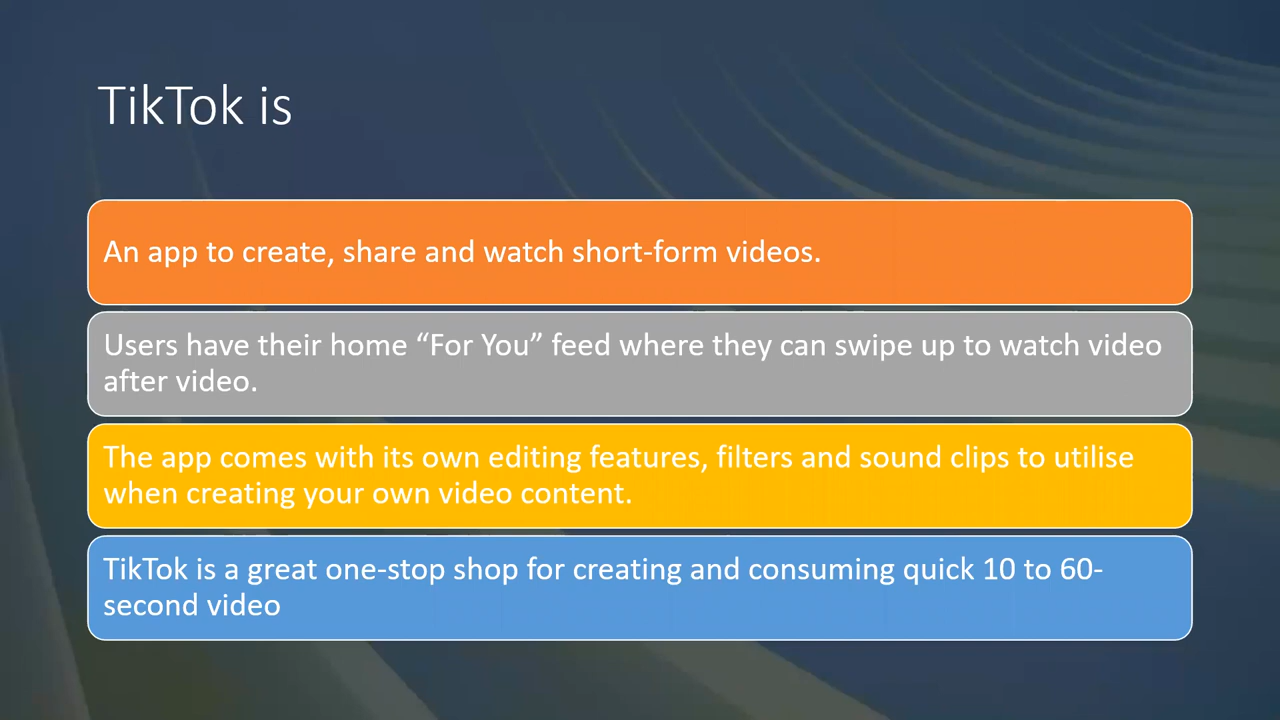 TikTok is
An app to create, share and watch short-form videos.
Users have their home “For You” feed where they can swipe up to watch video
after video.
The app comes with its own editing features, filters and sound clips to utilise
when creating your own video content.
TikTok is a great one-stop shop for creating and consuming quick 10 to 60-
second video